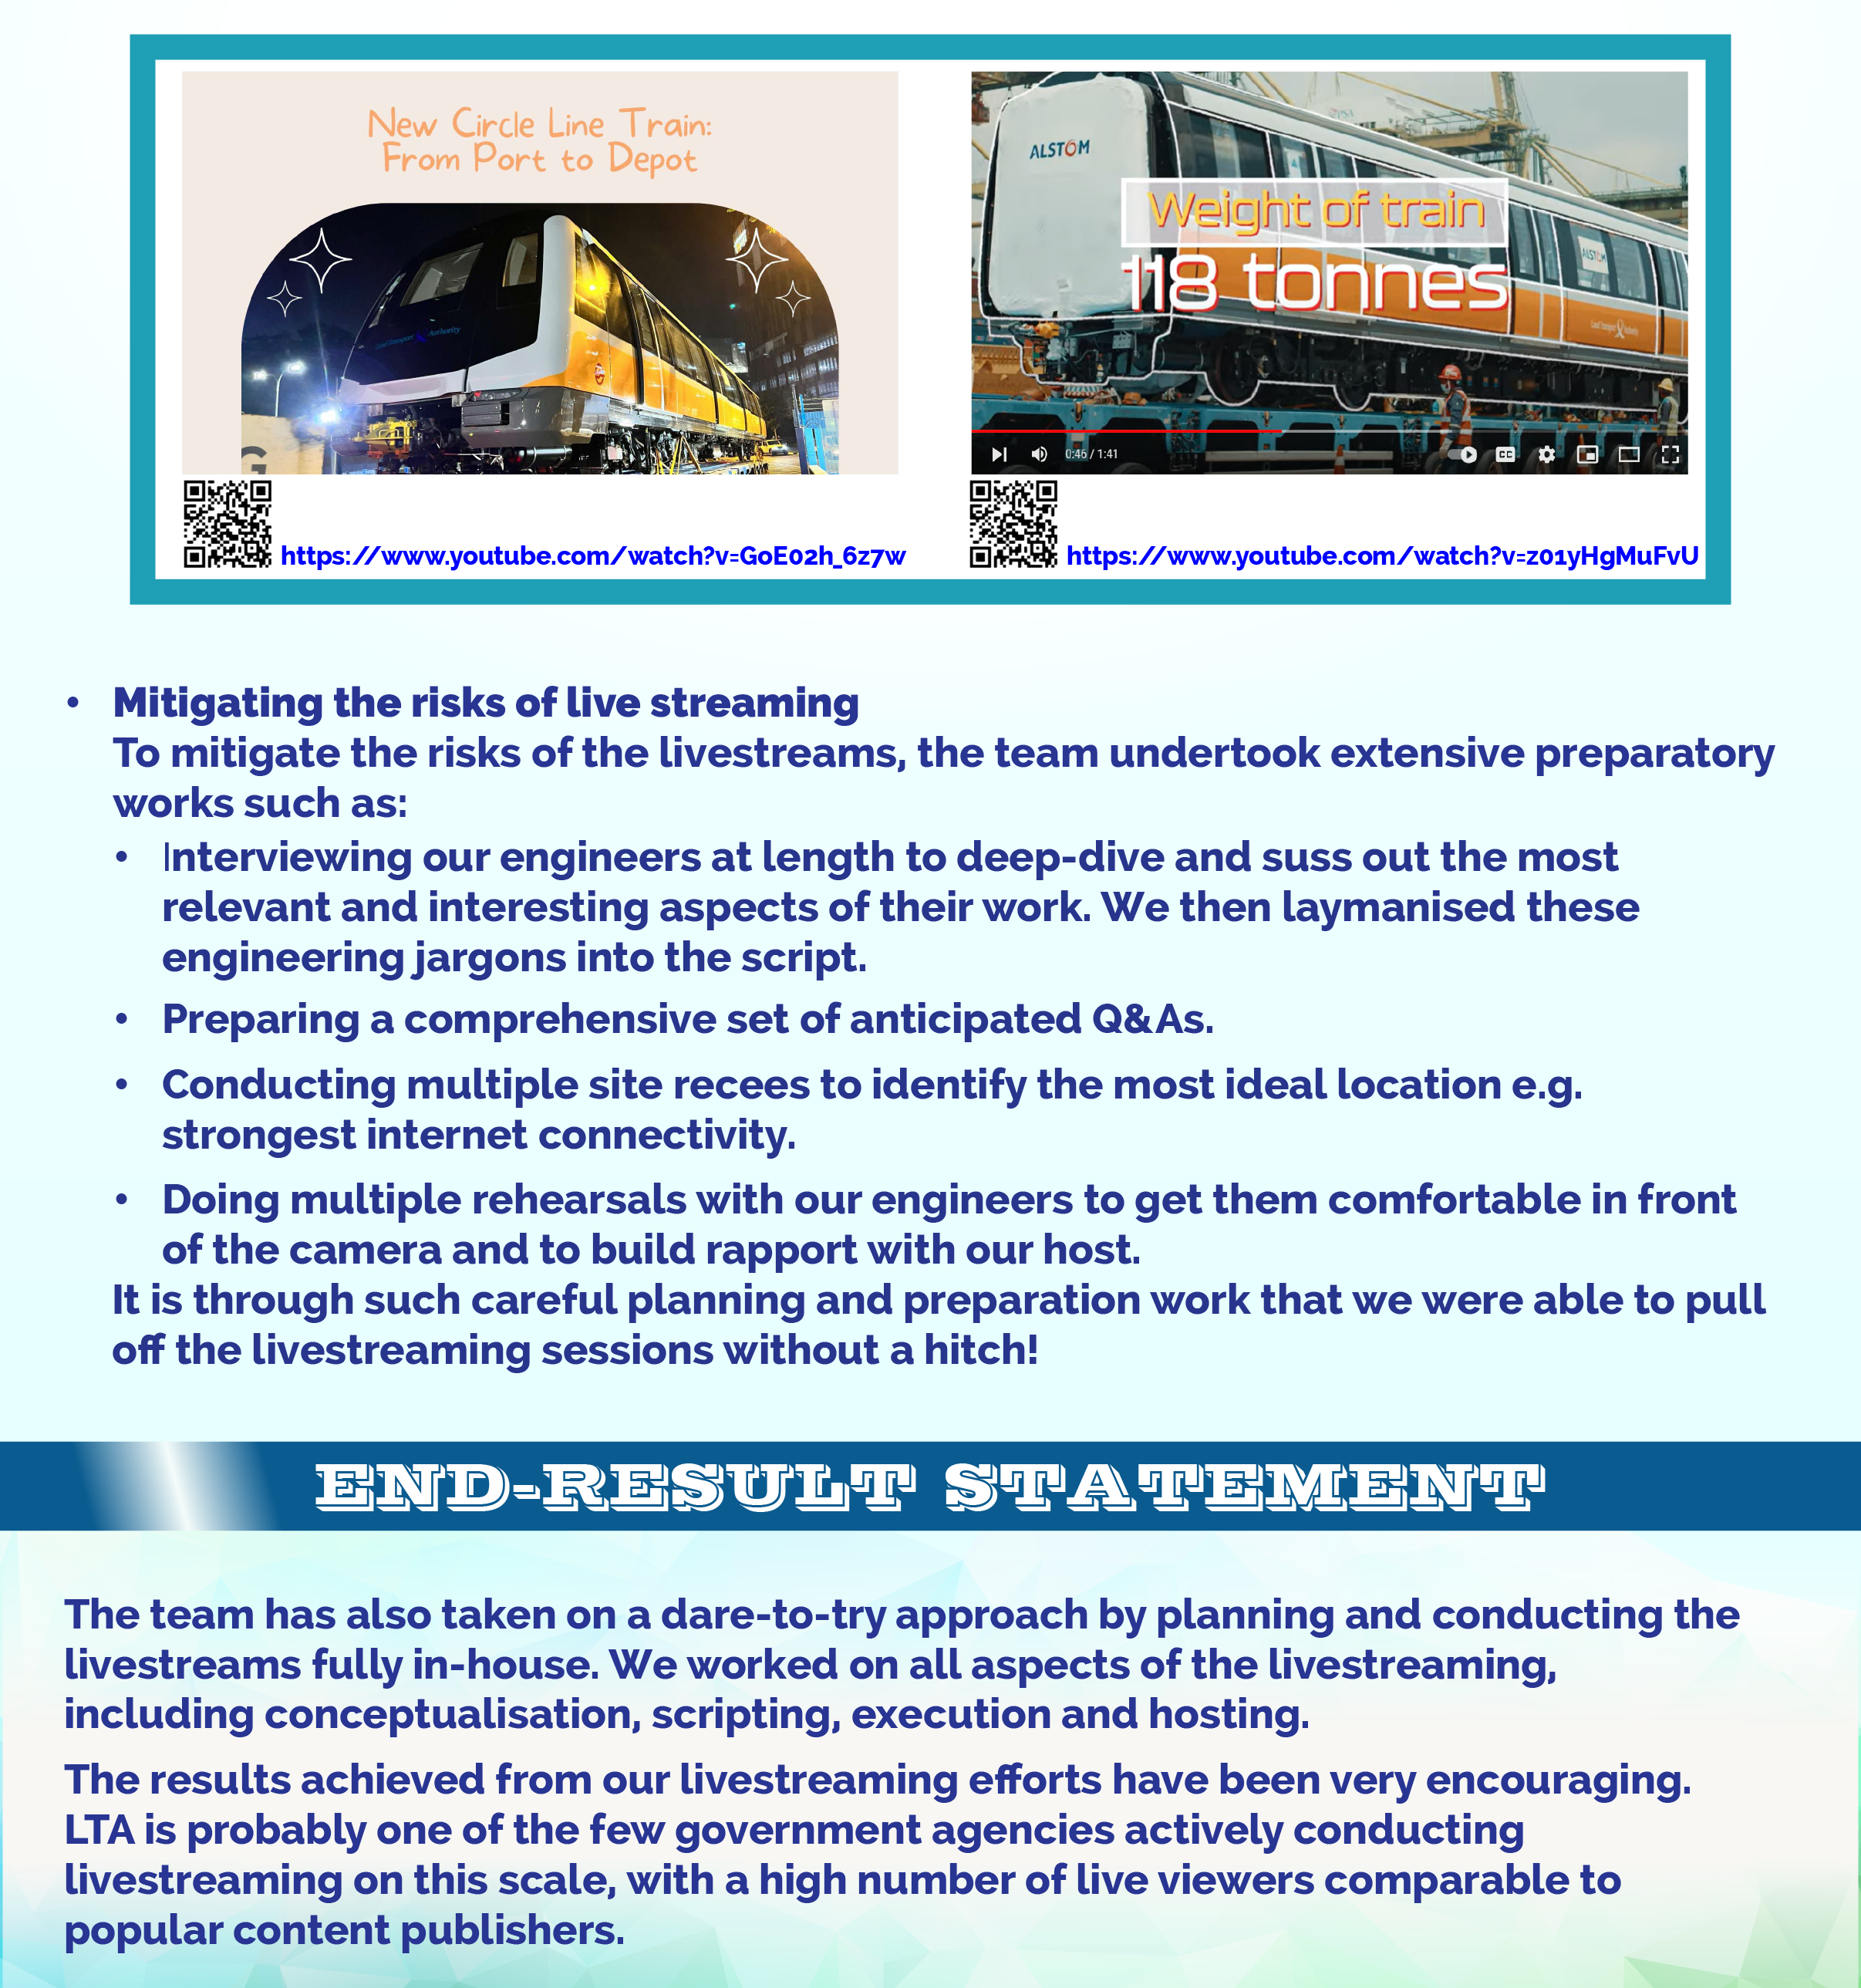 New Circle Line Train:
From Port to Depot
Land Transport Authority
G
https://www.youtube.com/watch?v=GoE02h_6z7w
ALSTOM
Weight of train
118 tonnes
ALSTOM
Land Transport Authority
0:46 / 1:41
CC
https://www.youtube.com/watch?v=z01yHgMuFvU
• Mitigating the risks of live streaming
To mitigate the risks of the livestreams, the team undertook extensive preparatory
works such as:
• Interviewing our engineers at length to deep-dive and suss out the most
relevant and interesting aspects of their work. We then laymanised these
engineering jargons into the script.
• Preparing a comprehensive set of anticipated Q&As.
• Conducting multiple site recees to identify the most ideal location e.g.
strongest internet connectivity.
• Doing multiple rehearsals with our engineers to get them comfortable in front
of the camera and to build rapport with our host.
It is through such careful planning and preparation work that we were able to pull
off the livestreaming sessions without a hitch!
END-RESULT STATEMENT
The team has also taken on a dare-to-try approach by planning and conducting the
livestreams fully in-house. We worked on all aspects of the livestreaming,
including conceptualisation, scripting, execution and hosting.
The results achieved from our livestreaming efforts have been very encouraging.
LTA is probably one of the few government agencies actively conducting
livestreaming on this scale, with a high number of live viewers comparable to
popular content publishers.